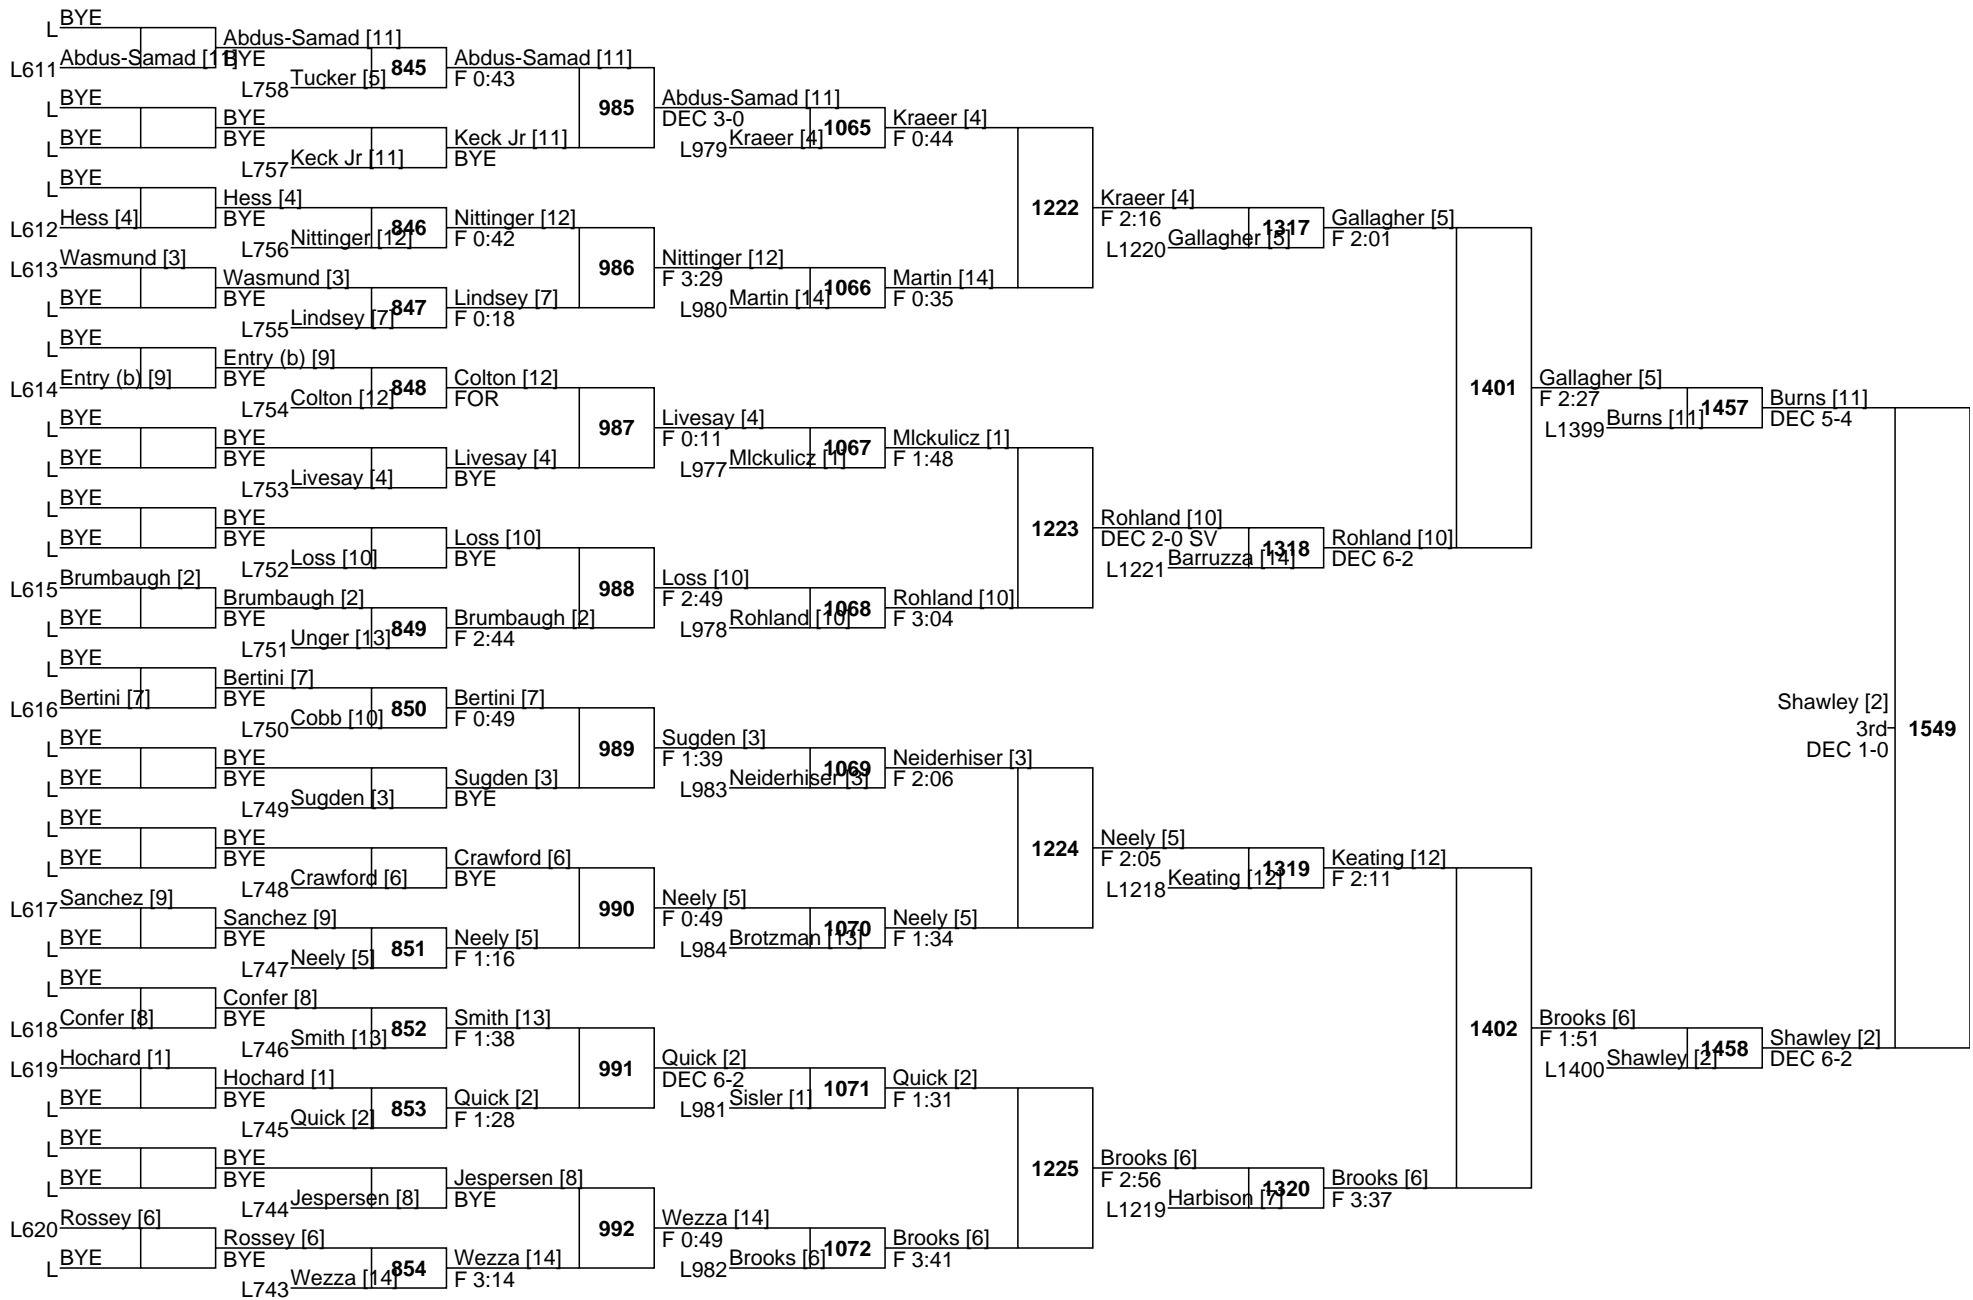 BYE
L
Abdus-Samad [11]
L611
BYE
L
BYE
L
BYE
L
Hess [4]
L612
Wasmund [3]
L613
BYE
L
BYE
L
Entry (b) [9]
L614
BYE
L
BYE
L
BYE
L
BYE
L
Brumbaugh [2]
L615
BYE
L
BYE
L
Bertini [7]
L616
BYE
L
BYE
L
BYE
L
BYE
L
Sanchez [9]
L617
BYE
L
BYE
L
Confer [8]
L618
Hochard [1]
L619
BYE
L
BYE
L
BYE
L
Rossey [6]
L620
BYE
L
Abdus-Samad [11]
BYE
845
L758 Tucker [5]
BYE
BYE
L757 Keck Jr [11]
Hess [4]
BYE
846
L756 Nittinger [12]
Wasmund [3]
BYE
847
L755 Lindsey [7]
Entry (b) [9]
BYE
848
L754 Colton [12]
BYE
BYE
L753 Livesay [4]
BYE
BYE
L752 Loss [10]
Brumbaugh [2]
BYE
849
L751 Unger [13]
Bertini [7]
BYE
850
L750 Cobb [10]
BYE
BYE
L749 Sugden [3]
BYE
BYE
L748 Crawford [6]
Sanchez [9]
BYE
851
L747 Neely [5]
Confer [8]
BYE
852
L746 Smith [13]
Hochard [1]
BYE
853
L745 Quick [2]
BYE
BYE
L744 Jespersen [8]
Rossey [6]
BYE
854
L743 Wezza [14]
Abdus-Samad [11]
F 0:43
985
Keck Jr [11]
BYE
Nittinger [12]
F 0:42
986
Lindsey [7]
F 0:18
Colton [12]
FOR
987
Livesay [4]
BYE
Loss [10]
BYE
988
Brumbaugh [2]
F 2:44
Bertini [7]
F 0:49
989
Sugden [3]
BYE
Crawford [6]
BYE
990
Neely [5]
F 1:16
Smith [13]
F 1:38
991
Quick [2]
F 1:28
Jespersen [8]
BYE
992
Wezza [14]
F 3:14
Abdus-Samad [11]
DEC 3-0
1065
L979 Kraeer [4]
Nittinger [12]
F 3:29
1066
L980 Martin [14]
Livesay [4]
F 0:11
1067
L977 Mlckulicz [1]
Loss [10]
F 2:49
1068
L978 Rohland [10]
Sugden [3]
F 1:39
1069
L983 Neiderhiser [3]
Neely [5]
F 0:49
1070
L984 Brotzman [13]
Quick [2]
DEC 6-2
1071
L981 Sisler [1]
Wezza [14]
F 0:49
1072
L982 Brooks [6]
Kraeer [4]
F 0:44
1222
Martin [14]
F 0:35
Mlckulicz [1]
F 1:48
1223
Rohland [10]
F 3:04
Neiderhiser [3]
F 2:06
1224
Neely [5]
F 1:34
Quick [2]
F 1:31
1225
Brooks [6]
F 3:41
Kraeer [4]
F 2:16
1317
L1220 Gallagher [5]
Rohland [10]
DEC 2-0 SV
1318
L1221 Barruzza [14]
Neely [5]
F 2:05
1319
L1218 Keating [12]
Brooks [6]
F 2:56
1320
L1219 Harbison [7]
Gallagher [5]
F 2:01
1401
Rohland [10]
DEC 6-2
Keating [12]
F 2:11
1402
Brooks [6]
F 3:37
Gallagher [5]
F 2:27
1457
L1399 Burns [11]
Brooks [6]
F 1:51
1458
L1400 Shawley [2]
Burns [11]
DEC 5-4
Shawley [2]
3rd
1549
DEC 1-0
Shawley [2]
DEC 6-2